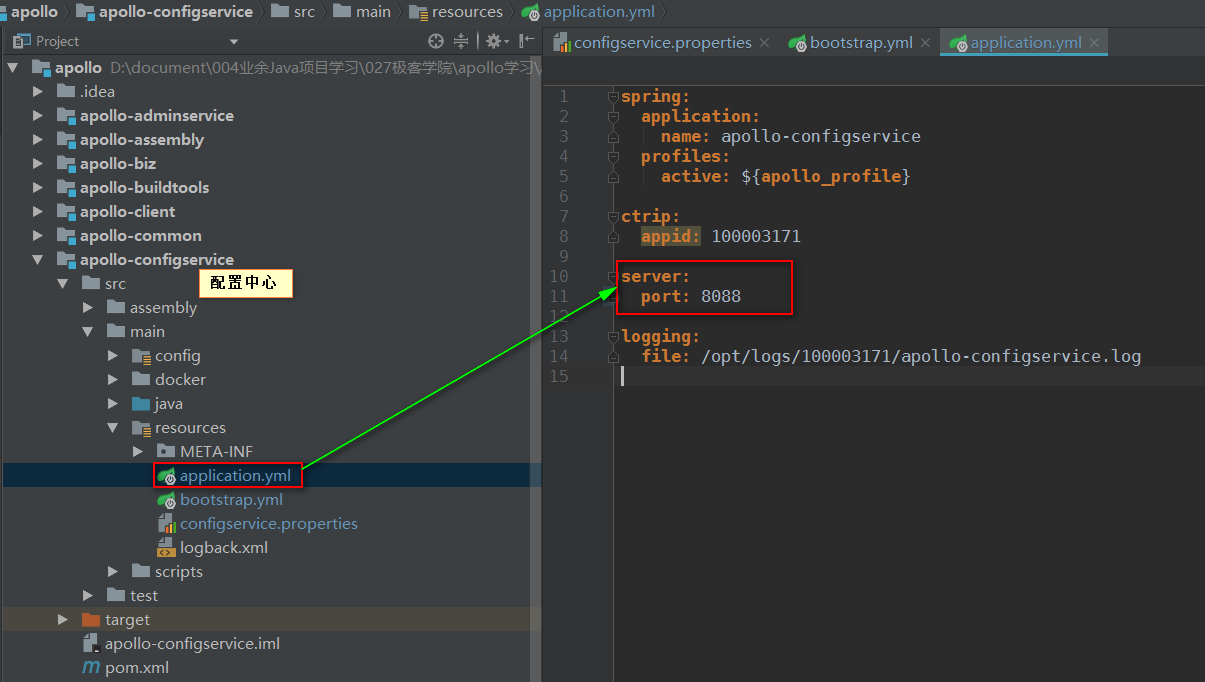 apollo apollo-configservice src main resources application.yml
Project
configservice.properties bootstrap.yml application.yml
apollo D:\document\004业余Java项目学习\027极客学院\apollo学习\
.idea
apollo-adminservice
apollo-assembly
apollo-biz
apollo-buildtools
apollo-client
apollo-common
apollo-configservice
src
配置中心
assembly
main
config
docker
java
resources
META-INF
application.yml
bootstrap.yml
configservice.properties
logback.xml
scripts
test
target
apollo-configservice.iml
pom.xml
1 spring:
2 application:
3 name: apollo-configservice
4 profiles:
5 active: ${apollo_profile}
6
7 ctrip:
8 appid: 100003171
9
10 server:
11 port: 8088
12
13 logging:
14 file: /opt/logs/100003171/apollo-configservice.log
15